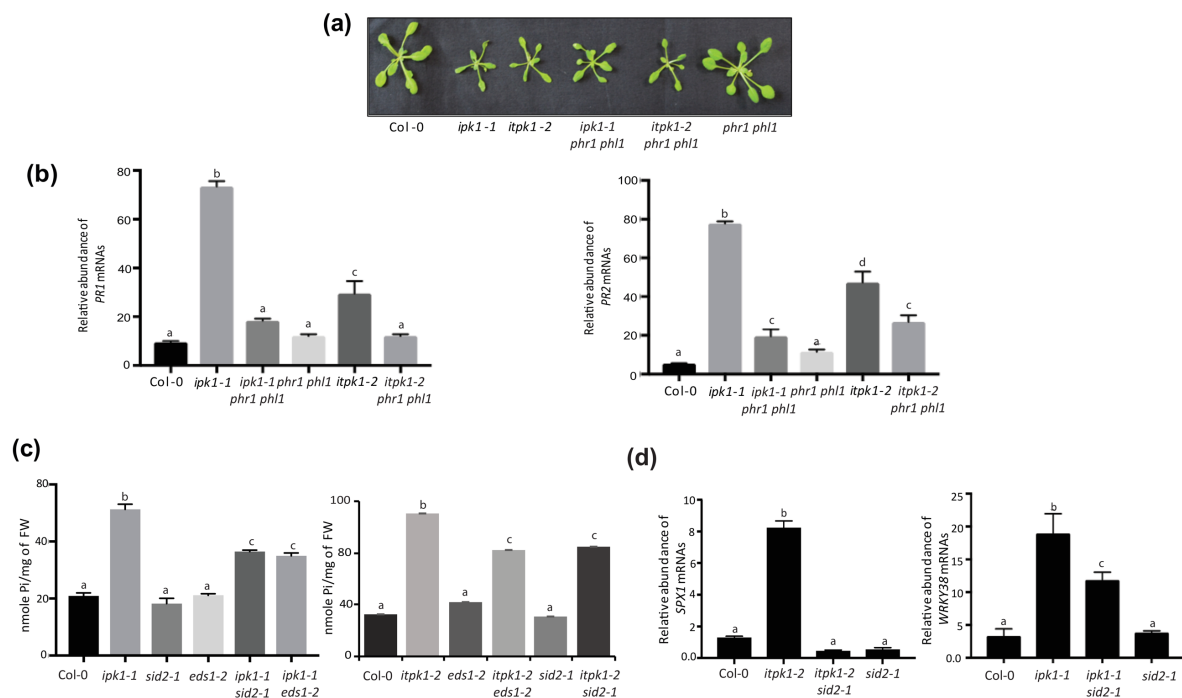 (a)
Col-0 ipk1-1 itpk1-2 ipk1-1 itpk1-2 phr1 phl1
phr1 phl1 phr1 phl1
(b)
Relative abundance of
PR1 mRNAs
80
60
40
20
0
a b a a c a
Col-0 ipk1-1 ipk1-1 phr1 phl1 itpk1-2 itpk1-2
phr1 phl1 phr1 phl1
Relative abundance of
PR2 mRNAs
100
80
60
40
20
0
a b c a d c
Col-0 ipk1-1 ipk1-1 phr1 phl1 itpk1-2 itpk1-2
phr1 phl1 phr1 phl1
(c)
nmole Pi/mg of FW
80
40
20
0
a b a a c c
Col-0 ipk1-1 sid2-1 eds1-2 ipk1-1 ipk1-1
sid2-1 eds1-2
nmole Pi/mg of FW
100
80
40
0
a b a c a c
Col-0 itpk1-2 eds1-2 itpk1-2 sid2-1 itpk1-2
eds1-2 sid2-1
(d)
Relative abundance of
SPX1 mRNAs
10
8
6
4
2
0.0
a b a a
Col-0 itpk1-2 itpk1-2 sid2-1
sid2-1
Relative abundance of
WRKY38 mRNAs
25
20
15
10
5
0.0
a b c a
Col-0 ipk1-1 ipk1-1 sid2-1
sid2-1